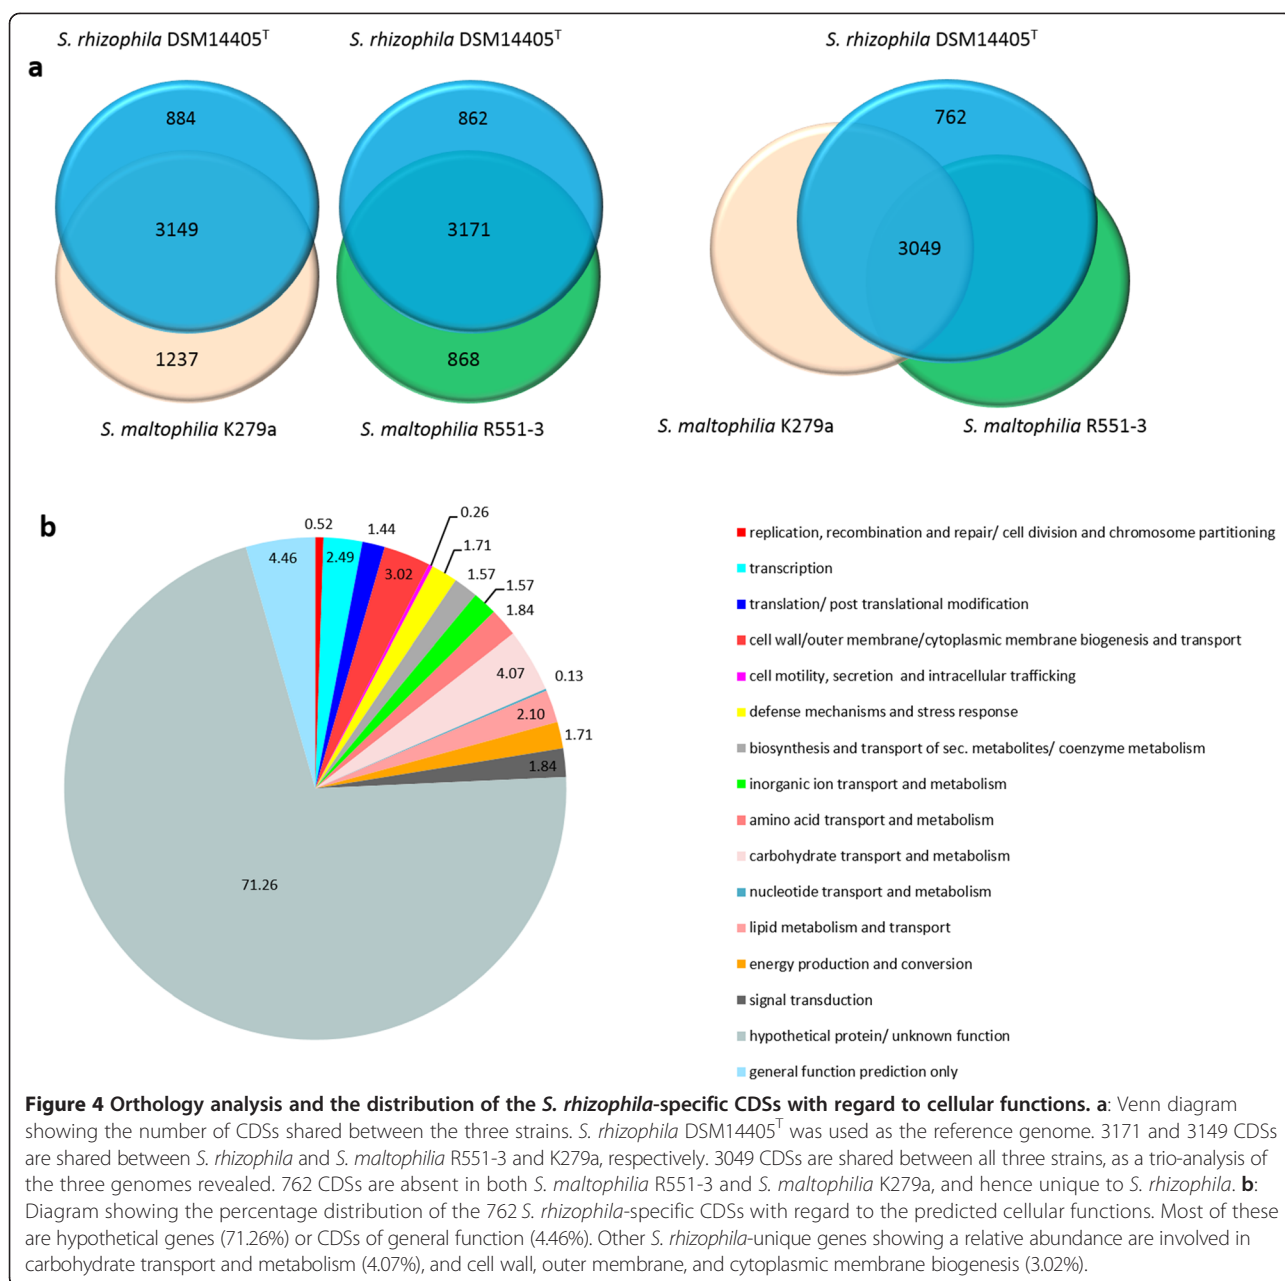 S. rhizophila DSM14405T
S. rhizophila DSM14405T
S. rhizophila DSM14405T
a
884
3149
1237
862
3171
868
762
3049
S. maltophilia K279a
S. maltophilia R551-3
S. maltophilia K279a
S. maltophilia R551-3
b
0.52
2.49
1.44
3.02
0.26
1.71
1.57
1.57
1.84
4.07
0.13
2.10
1.71
1.84
71.26
4.46
replication, recombination and repair/ cell division and chromosome partitioning
transcription
translation/ post translational modification
cell wall/outer membrane/cytoplasmic membrane biogenesis and transport
cell motility, secretion and intracellular trafficking
defense mechanisms and stress response
biosynthesis and transport of sec. metabolites/ coenzyme metabolism
inorganic ion transport and metabolism
amino acid transport and metabolism
carbohydrate transport and metabolism
nucleotide transport and metabolism
lipid metabolism and transport
energy production and conversion
signal transduction
hypothetical protein/ unknown function
general function prediction only
Figure 4 Orthology analysis and the distribution of the S. rhizophila-specific CDSs with regard to cellular functions. a: Venn diagram
showing the number of CDSs shared between the three strains. S. rhizophila DSM14405T was used as the reference genome. 3171 and 3149 CDSs
are shared between S. rhizophila and S. maltophilia R551-3 and K279a, respectively. 3049 CDSs are shared between all three strains, as a trio-analysis of
the three genomes revealed. 762 CDSs are absent in both S. maltophilia R551-3 and S. maltophilia K279a, and hence unique to S. rhizophila. b:
Diagram showing the percentage distribution of the 762 S. rhizophila-specific CDSs with regard to the predicted cellular functions. Most of these
are hypothetical genes (71.26%) or CDSs of general function (4.46%). Other S. rhizophila-unique genes showing a relative abundance are involved in
carbohydrate transport and metabolism (4.07%), and cell wall, outer membrane, and cytoplasmic membrane biogenesis (3.02%).